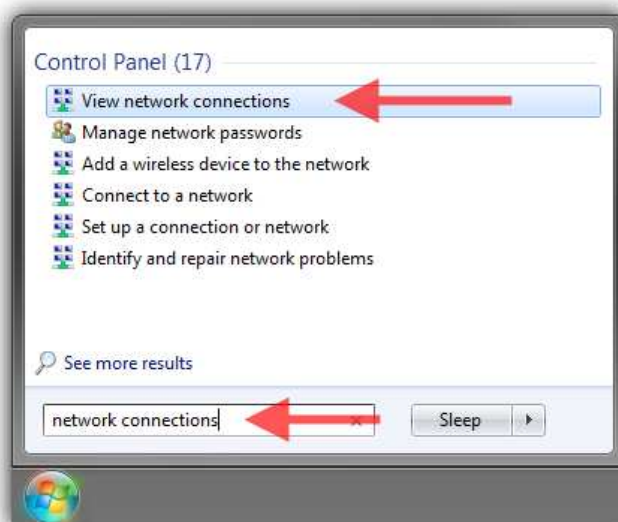 Control Panel (17)
View network connections
Manage network passwords
Add a wireless device to the network
Connect to a network
Set up a connection or network
Identify and repair network problems
See more results
network connections
Sleep